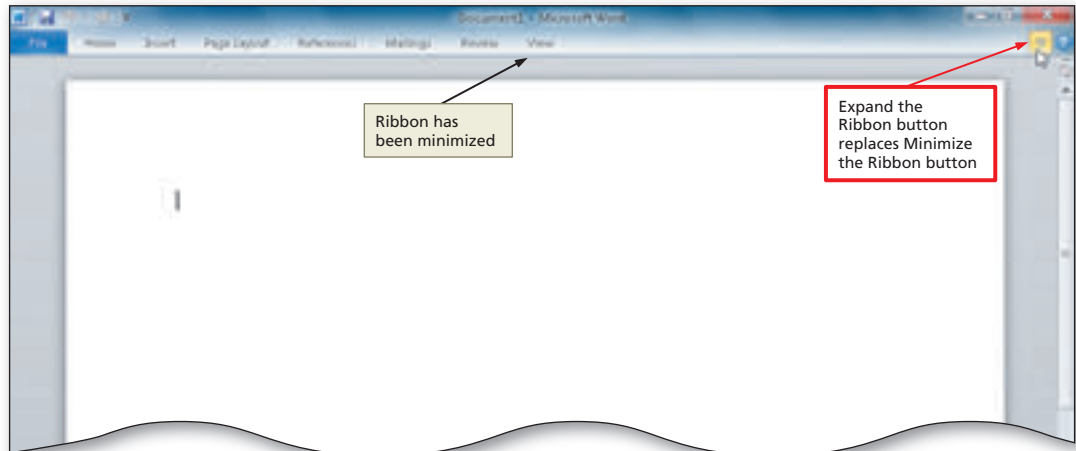 Document1 - Microsoft Word
File Home Insert Page Layout References Mailings Review View
Ribbon has
been minimized
Expand the
Ribbon button
replaces Minimize
the Ribbon button